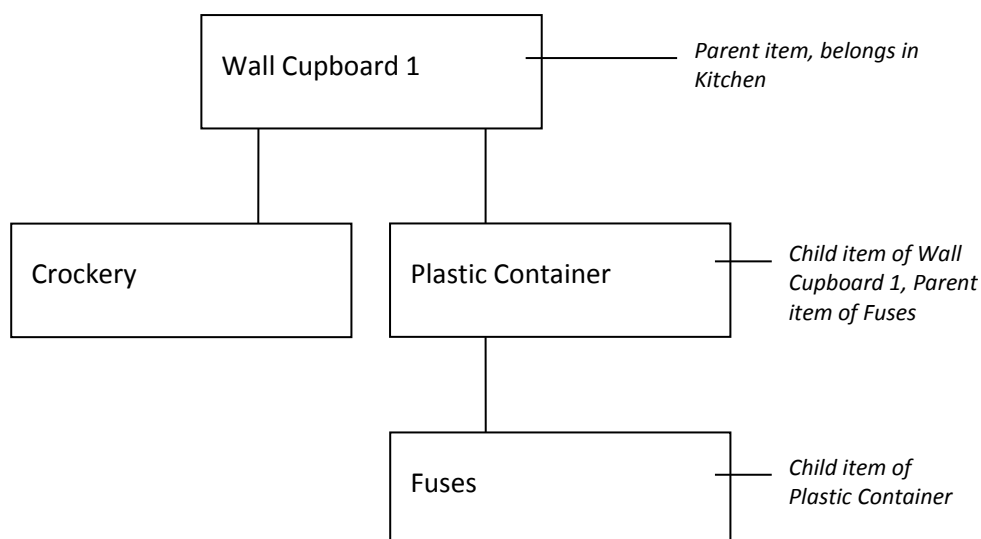 Wall Cupboard 1
Parent item, belongs in
Kitchen
Crockery
Plastic Container
Child item of Wall
Cupboard 1, Parent
item of Fuses
Fuses
Child item of
Plastic Container